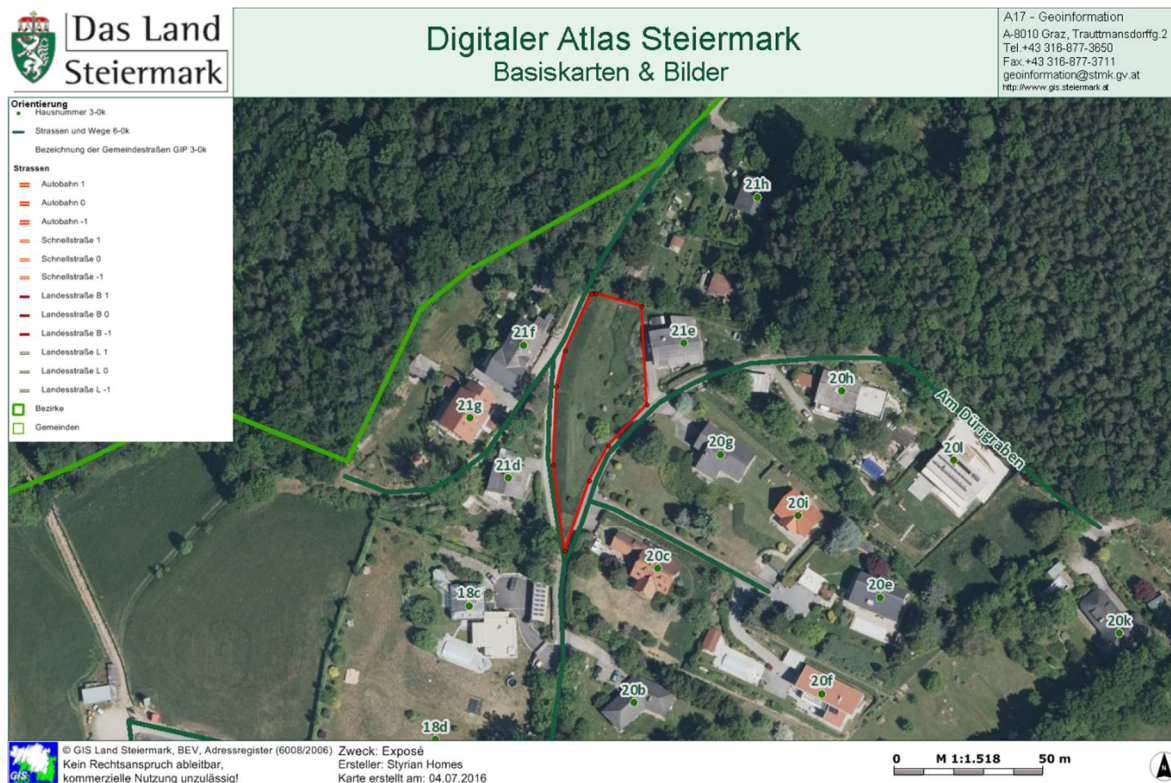 Das Land
Steiermark
Digitaler Atlas Steiermark
Basiskarten & Bilder
A17 - Geoinformation
A-8010 Graz, Trauttmansdorffg.2
Tel.+43 316-877-3650
Fax.+43 316-877-3711
geoinformation@stmk.gv.at
http://www.gis.steiermark.at
Orientierung
Hausnummer 3-0k
Strassen und Wege 6-0k
Bezeichnung der Gemeindestraßen GIP 3-0k
Strassen
Autobahn 1
Autobahn 0
Autobahn -1
Schnellstraße 1
Schnellstraße 0
Schnellstraße -1
Landesstraße B 1
Landesstraße B 0
Landesstraße B -1
Landesstraße L 1
Landesstraße L 0
Landesstraße L -1
Bezirke
Gemeinden
21h
21f
21e
20h
21g
Am Dürrgraben
20g
20l
21d
20i
20c
18c
20e
20k
20b
20f
18d
GIS
© GIS Land Steiermark, BEV, Adressregister (6008/2006)
Kein Rechtsanspruch ableitbar,
kommerzielle Nutzung unzulässig!
Zweck: Exposé
Ersteller: Styrian Homes
Karte erstellt am: 04.07.2016
0 M 1:1.518 50 m